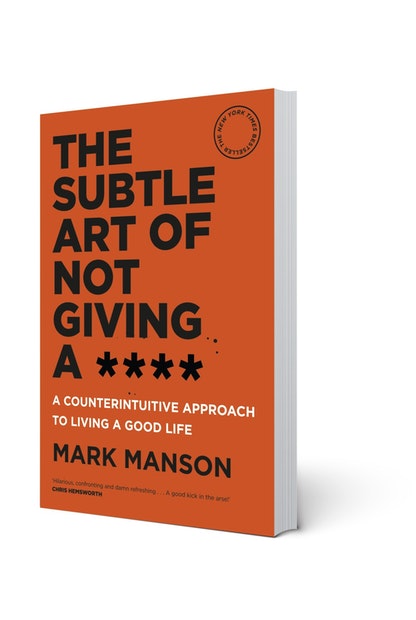 THE NEW YORK TIMES BESTSELLER
THE
SUBTLE
ART OF
NOT
GIVING
A ****
A COUNTERINTUITIVE APPROACH
TO LIVING A GOOD LIFE
MARK MANSON
'Hilarious, confronting and damn refreshing . . . A good kick in the arse!'
CHRIS HEMSWORTH